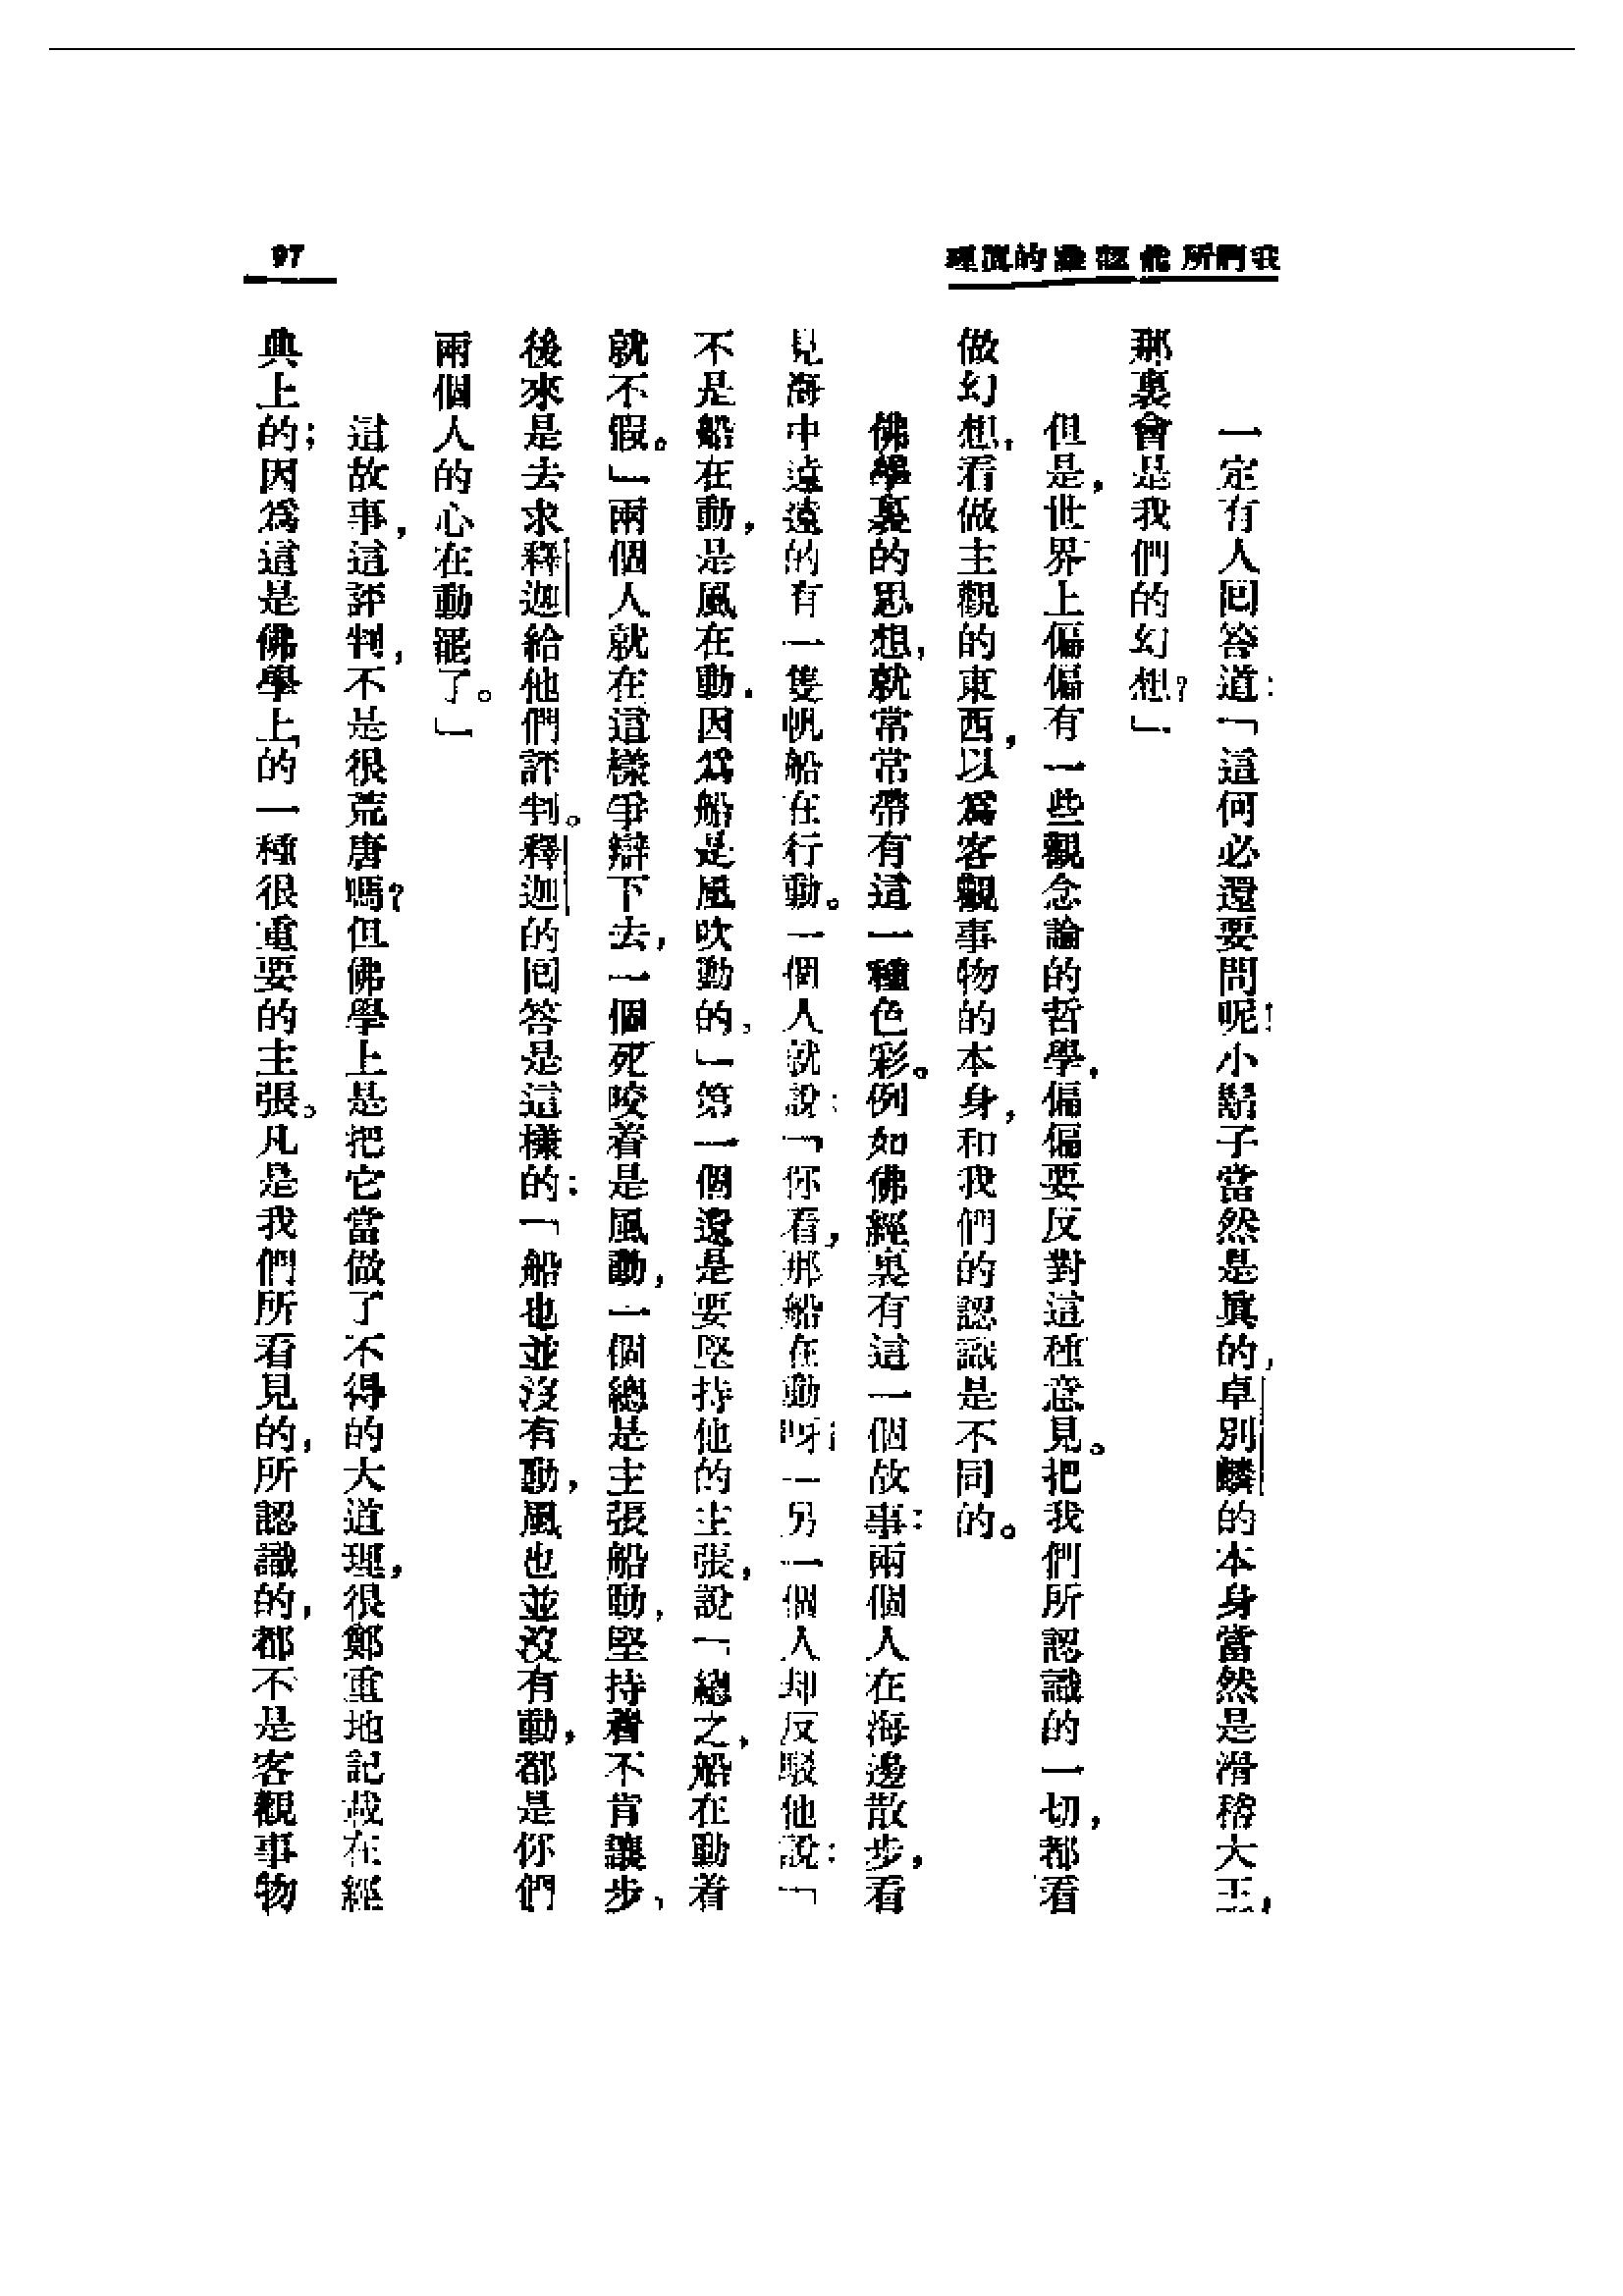 我們所能認識的眞理
97
一定有人囘答道：「這何必還要問呢！小鬍子當然是眞的，卓別麟的本身當然是滑稽大王，
那裏會是我們的幻想？」
但是，世界上偏偏有一些觀念論的哲學，偏偏要反對這種意見。把我們所認識的一切，都看
做幻想，看做主觀的東西，以爲客觀事物的本身，和我們的認識是不同的。
佛學裏的思想，就常常帶有這一種色彩。例如佛經裏有這一個故事：兩個人在海邊散步，看
見海中遠遠的有一隻帆船在行動。一個人就說：「你看，那船在動呀！」另一個人却反駁他說：「
不是船在動，是風在動，因爲船是風吹動的，」第一個還是要堅持他的主張，說「總之，船在動着
就不假。」兩個人就在這樣爭辯下去，一個死咬着是風動，一個總是主張船動，堅持着不肯讓步，
後來是去求釋迦給他們評判。釋迦的囘答是這樣的：「船也並沒有動，風也並沒有動，都是你們
兩個人的心在動罷了。」
這故事，這評判，不是很荒唐嗎？但佛學上是把它當做了不得的大道理，很鄭重地記載在經
典上的；因爲這是佛學上的一種很重要的主張。凡是我們所看見的，所認識的，都不是客觀事物